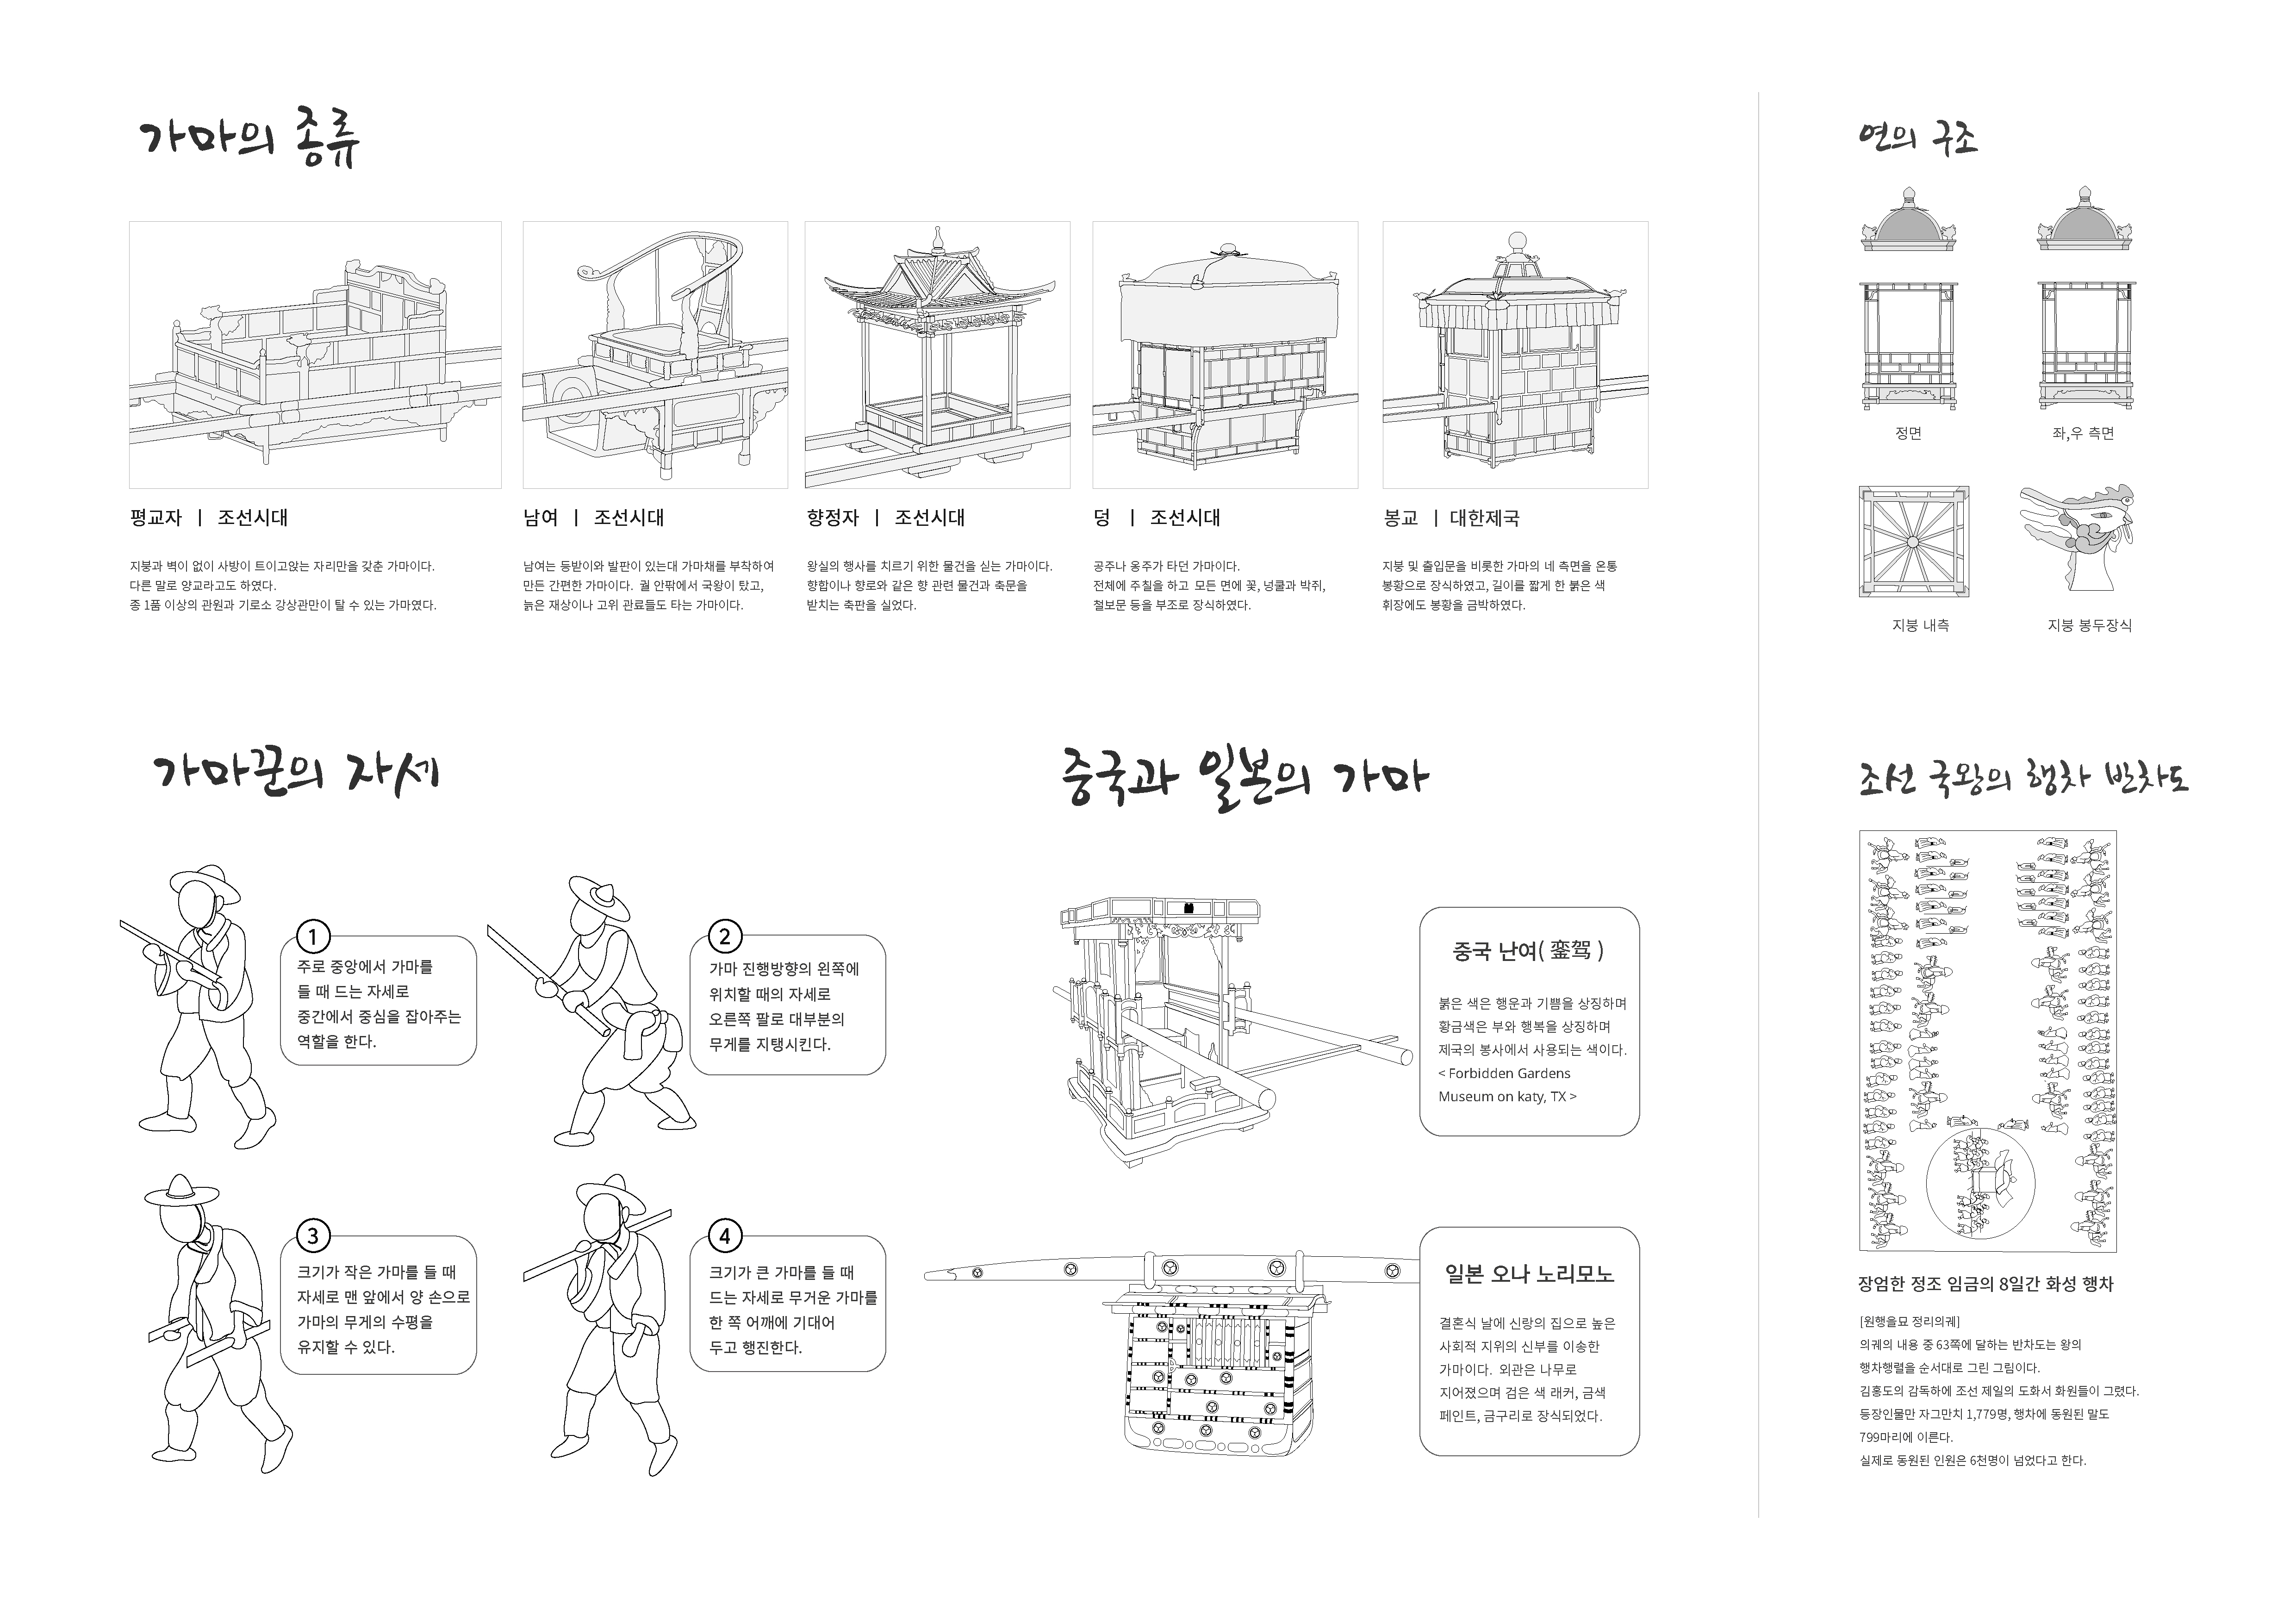 가마의 종류
평교자 | 조선시대
지붕과 벽이 없이 사방이 트이고앉는 자리만을 갖춘 가마이다.
다른 말로 양교라고도 하였다.
종 1품 이상의 관원과 기로소 강상관만이 탈 수 있는 가마였다.
남여 | 조선시대
남여는 등받이와 발판이 있는대 가마채를 부착하여
만든 간편한 가마이다. 궐 안팎에서 국왕이 탔고,
늙은 재상이나 고위 관료들도 타는 가마이다.
향정자 | 조선시대
왕실의 행사를 치르기 위한 물건을 싣는 가마이다.
향합이나 향로와 같은 향 관련 물건과 축문을
받치는 축판을 실었다.
덩 | 조선시대
공주나 옹주가 타던 가마이다.
전체에 주칠을 하고 모든 면에 꽃, 넝쿨과 박쥐,
철보문 등을 부조로 장식하였다.
봉교 | 대한제국
지붕 및 출입문을 비롯한 가마의 네 측면을 온통
봉황으로 장식하였고, 길이를 짧게 한 붉은 색
휘장에도 봉황을 금박하였다.
가마꾼의 자세
1
주로 중앙에서 가마를
들 때 드는 자세로
중간에서 중심을 잡아주는
역할을 한다.
2
가마 진행방향의 왼쪽에
위치할 때의 자세로
오른쪽 팔로 대부분의
무게를 지탱시킨다.
3
크기가 작은 가마를 들 때
자세로 맨 앞에서 양 손으로
가마의 무게의 수평을
유지할 수 있다.
4
크기가 큰 가마를 들 때
드는 자세로 무거운 가마를
한 쪽 어깨에 기대어
두고 행진한다.
중국과 일본의 가마
중국 난여( 銮驾 )
붉은 색은 행운과 기쁨을 상징하며
황금색은 부와 행복을 상징하며
제국의 봉사에서 사용되는 색이다.
< Forbidden Gardens
Museum on katy, TX >
일본 오나 노리모노
결혼식 날에 신랑의 집으로 높은
사회적 지위의 신부를 이송한
가마이다. 외관은 나무로
지어졌으며 검은 색 래커, 금색
페인트, 금구리로 장식되었다.
연의 구조
정면
좌,우 측면
지붕 내측
지붕 봉두장식
조선 국왕의 행차 반차도
장엄한 정조 임금의 8일간 화성 행차
[원행을묘 정리의궤]
의궤의 내용 중 63쪽에 달하는 반차도는 왕의
행차행렬을 순서대로 그린 그림이다.
김홍도의 감독하에 조선 제일의 도화서 화원들이 그렸다.
등장인물만 자그만치 1,779명, 행차에 동원된 말도
799마리에 이른다.
실제로 동원된 인원은 6천명이 넘었다고 한다.